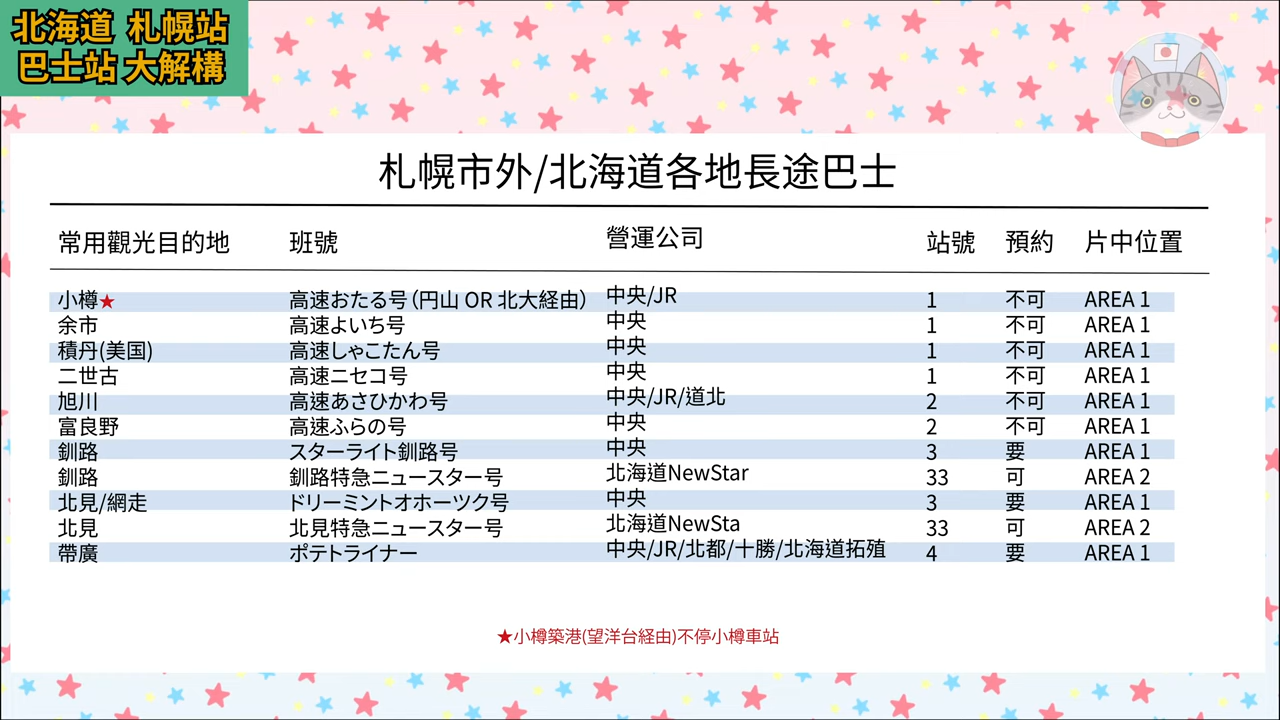 北海道 札幌站
巴士站 大解構
札幌市外/北海道各地長途巴士
常用觀光目的地 班號 營運公司 站號 預約 片中位置
小樽★ 高速おたる号（円山 OR 北大経由） 中央/JR 1 不可 AREA 1
余市 高速よいち号 中央 1 不可 AREA 1
積丹(美国) 高速しゃこたん号 中央 1 不可 AREA 1
二世古 高速ニセコ号 中央 1 不可 AREA 1
旭川 高速あさひかわ号 中央/JR/道北 2 不可 AREA 1
富良野 高速ふらの号 中央 2 不可 AREA 1
釧路 スターライト釧路号 中央 3 要 AREA 1
釧路 釧路特急ニュースター号 北海道NewStar 33 可 AREA 2
北見/網走 ドリーミントオホーツク号 中央 3 要 AREA 1
北見 北見特急ニュースター号 北海道NewSta 33 可 AREA 2
帶廣 ポテトライナー 中央/JR/北都/十勝/北海道拓殖 4 要 AREA 1
★小樽築港(望洋台経由)不停小樽車站